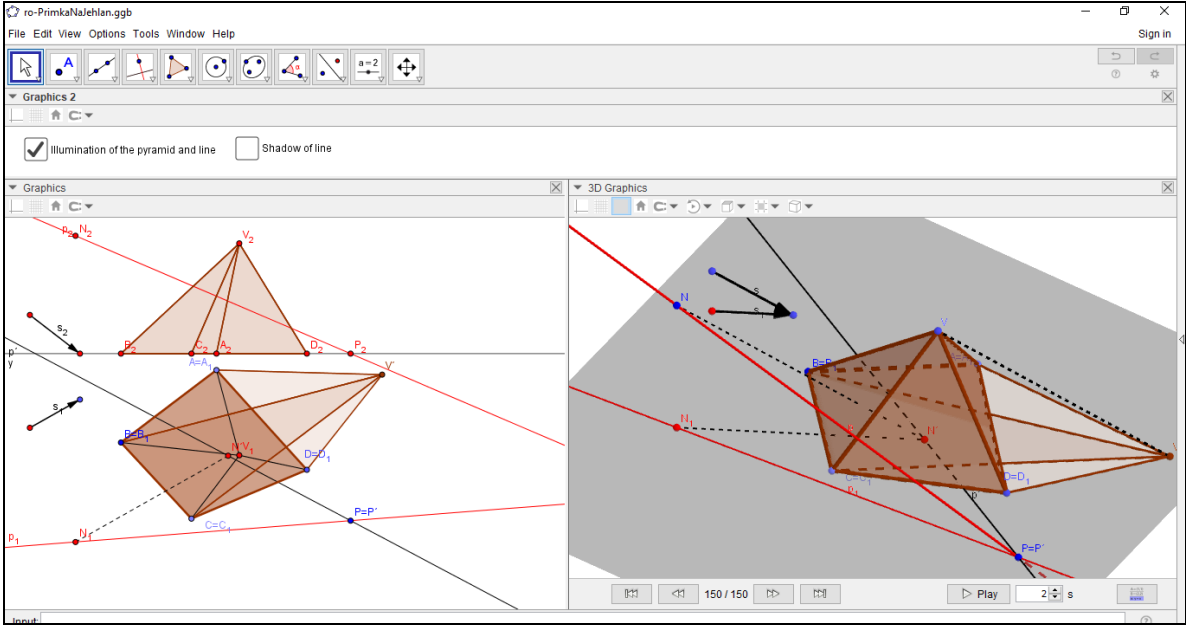 ro-PrimkaNaJehlan.ggb
File Edit View Options Tools Window Help
Sign in
A
α
a=2
Graphics 2
Illumination of the pyramid and line
Shadow of line
Graphics
3D Graphics
p₂ N₂
V₂
s₂
B₂ C₂ A₂ D₂ P₂
p´
y
A=A₁
V´
s₁
B=B₁
N´ V₁
D=D₁
C=C₁
P=P´
p₁ N₁
N
s
s₁
V
A=A₁
B=B₁
N₁
N´
C=C₁
D=D₁
p₁
p
P=P´
150 / 150
Play
2 s
Input: